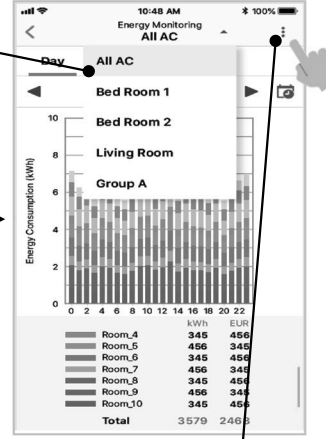 10:48 AM
100%
Energy Monitoring
All AC
Day
All AC
Bed Room 1
Bed Room 2
Living Room
Group A
Energy Consumption (kWh)
10
8
6
4
2
0
0 2 4 6 8 10 12 14 16 18 20 22
kWh EUR
Room_4 345 456
Room_5 456 345
Room_6 345 456
Room_7 456 345
Room_8 345 456
Room_9 456 345
Room_10 345 456
Total 3579 2468